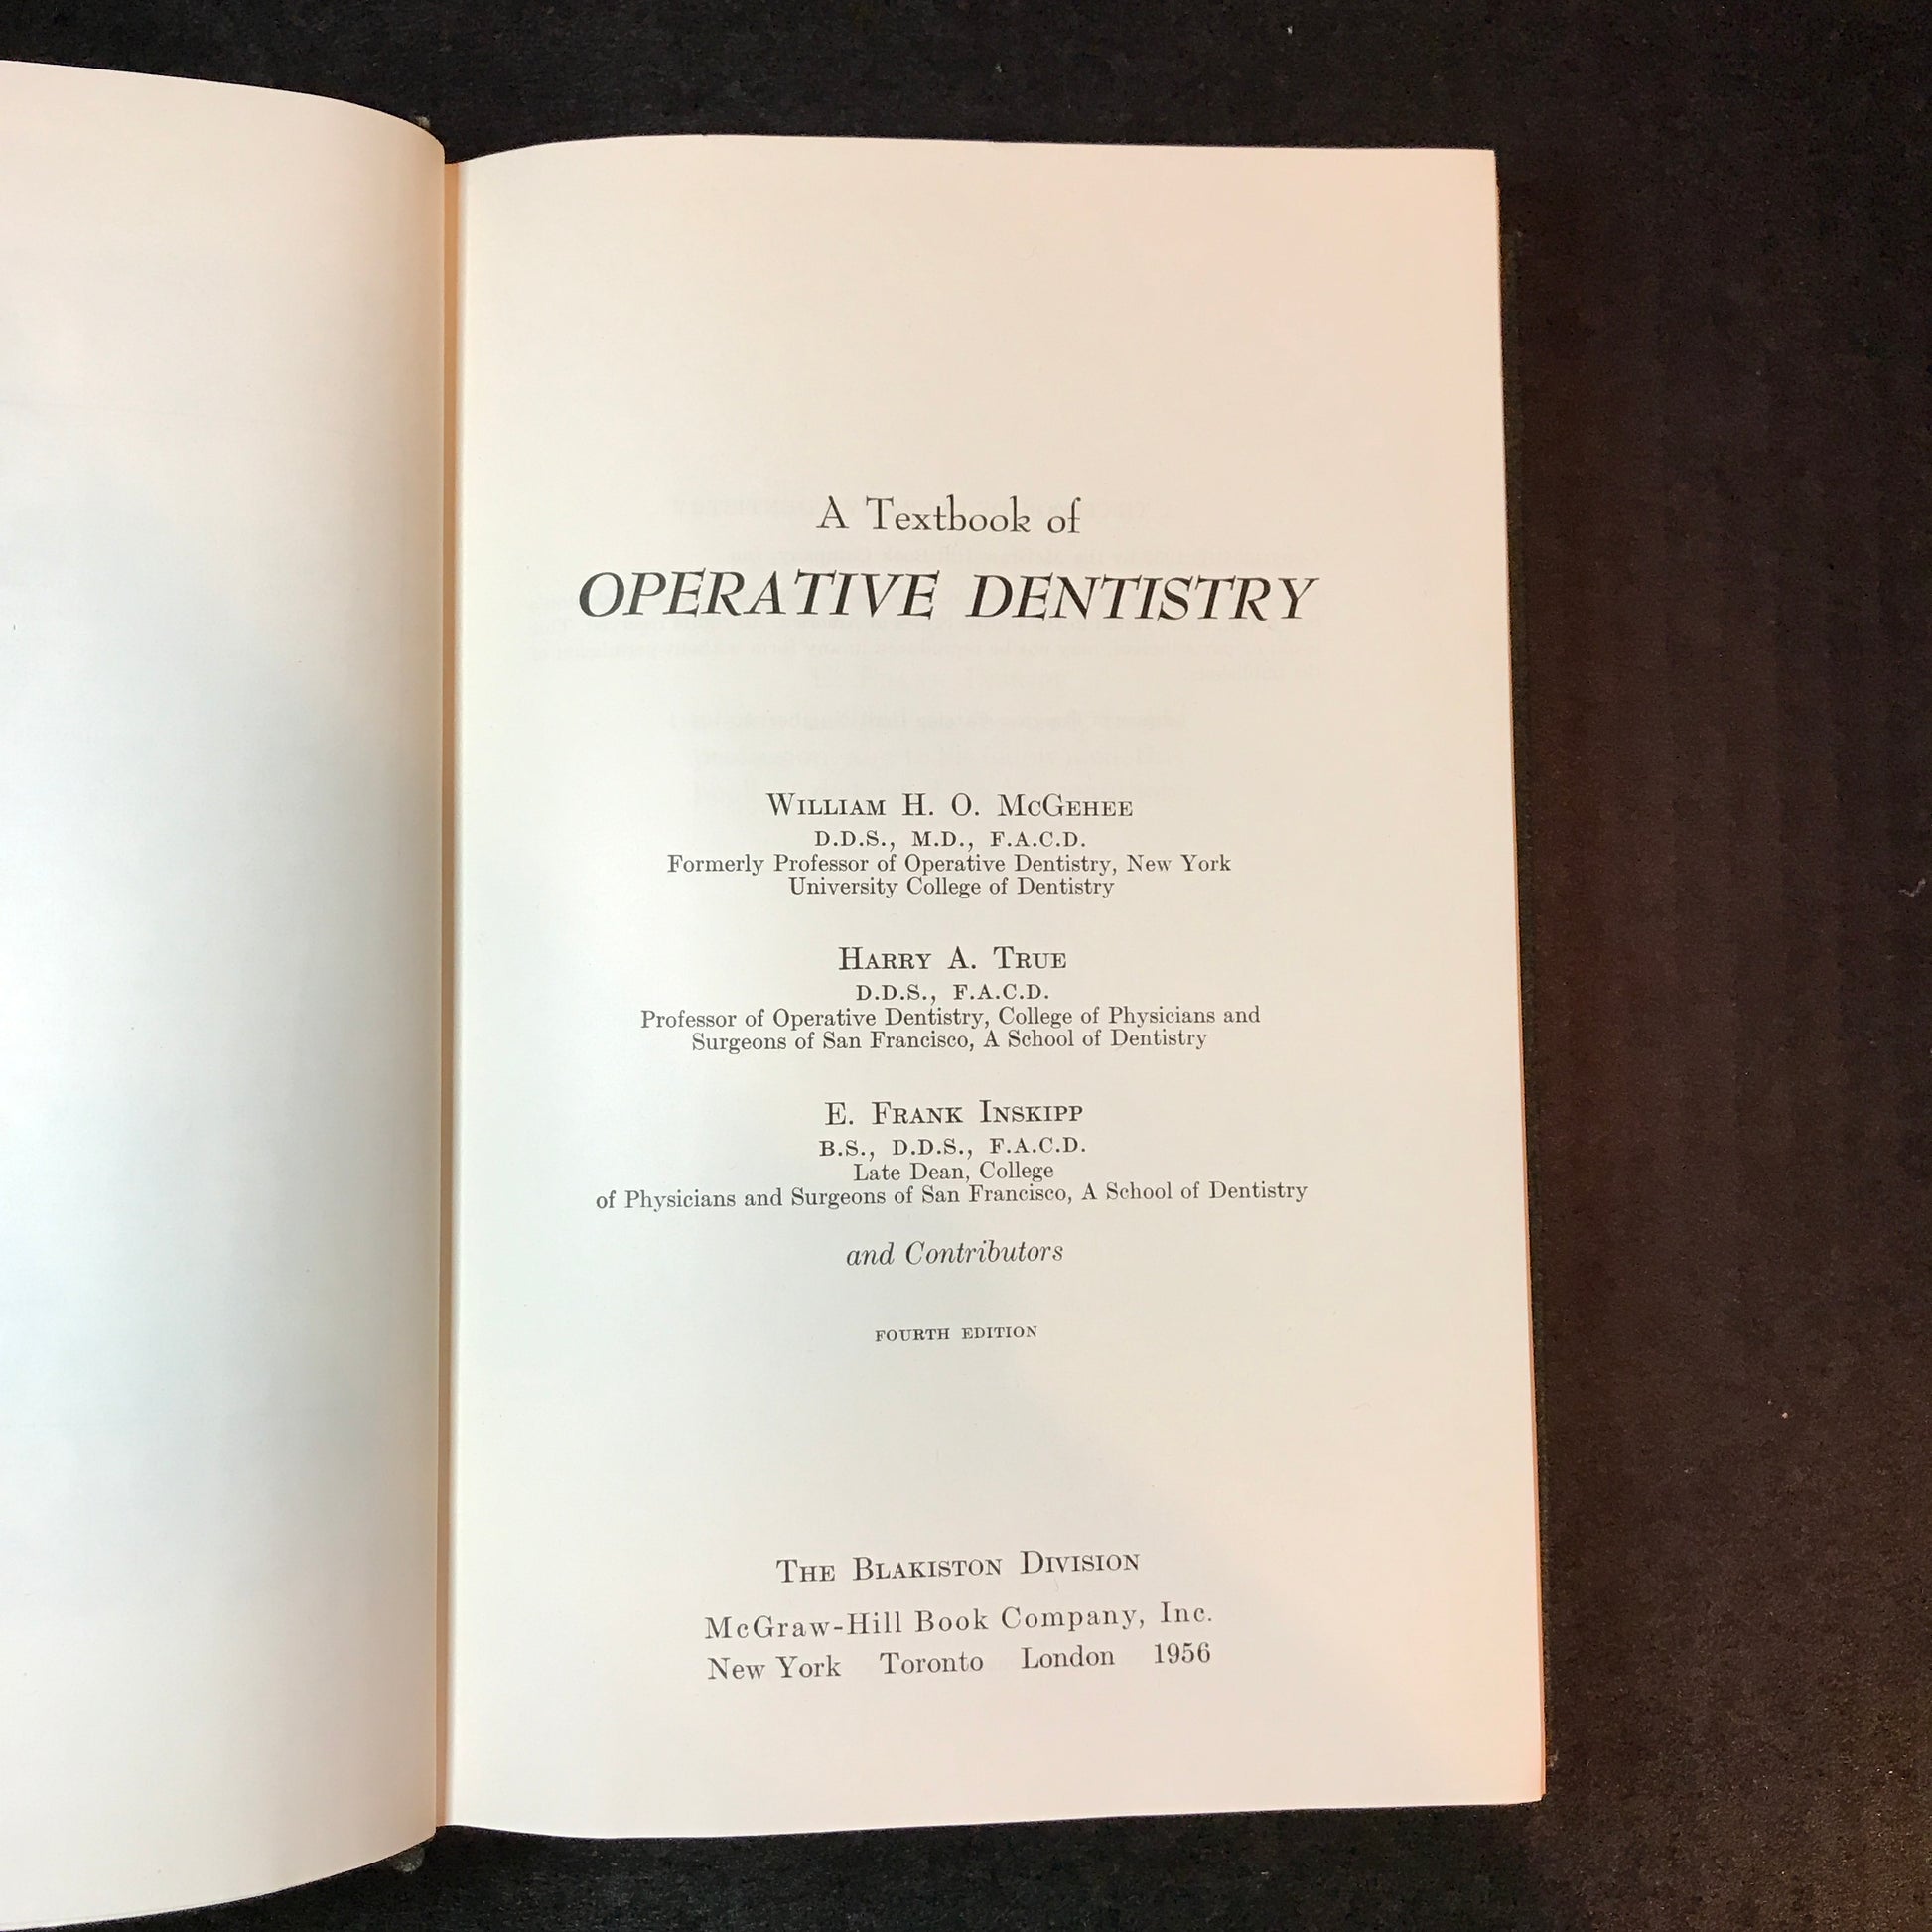 A Textbook of
OPERATIVE DENTISTRY
WILLIAM H. O. MCGEHEE
D.D.S., M.D., F.A.C.D.
Formerly Professor of Operative Dentistry, New York
University College of Dentistry
HARRY A. TRUE
D.D.S., F.A.C.D.
Professor of Operative Dentistry, College of Physicians and
Surgeons of San Francisco, A School of Dentistry
E. FRANK INSKIPP
B.S., D.D.S., F.A.C.D.
Late Dean, College
of Physicians and Surgeons of San Francisco, A School of Dentistry
and Contributors
FOURTH EDITION
THE BLAKISTON DIVISION
McGraw-Hill Book Company, Inc.
New York Toronto London 1956